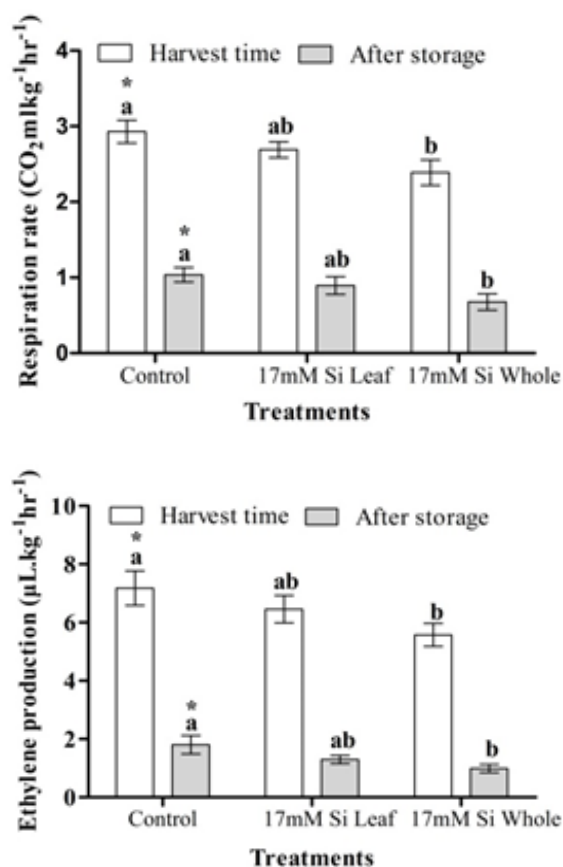 Harvest time After storage
Respiration rate (CO₂mlkg⁻¹hr⁻¹)
4
3
2
1
0
*
a
*
a
ab
ab
b
b
Control 17mM Si Leaf 17mM Si Whole
Treatments
Harvest time After storage
Ethylene production (µL.kg⁻¹hr⁻¹)
10
8
6
4
2
0
*
a
*
a
ab
ab
b
b
Control 17mM Si Leaf 17mM Si Whole
Treatments